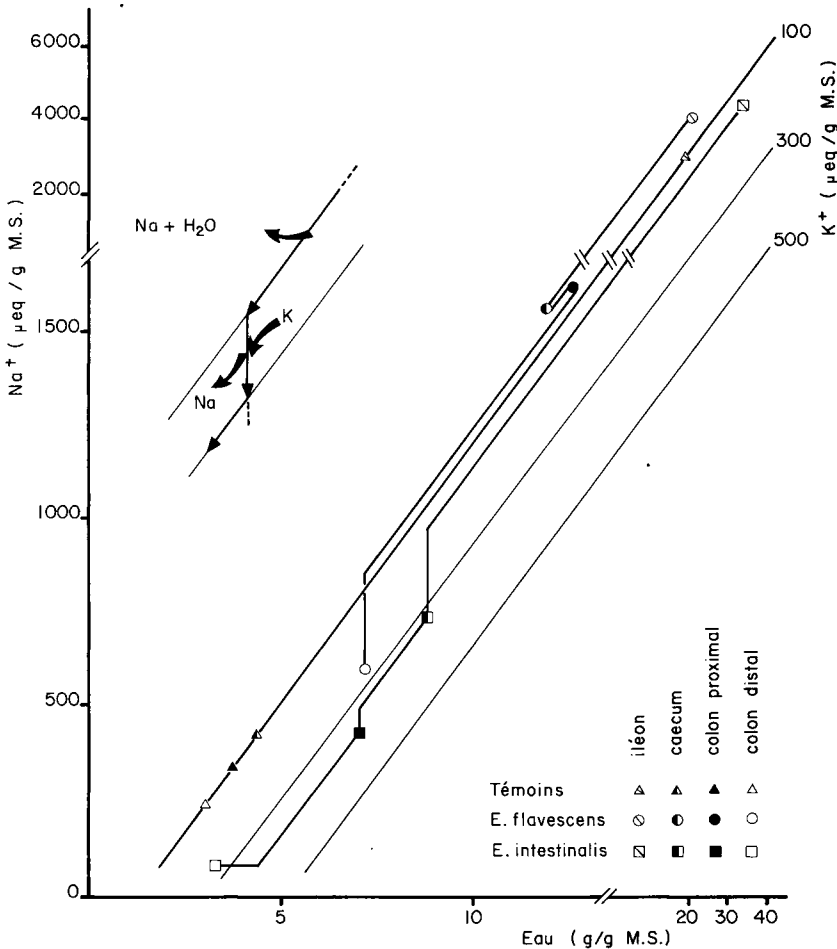 6000
4000
2000
1500
1000
500
0
Na+ ( μeq / g M.S.)
100
300
500
K+ ( μeq/g M.S.)
Na + H2O
K
Na
iléon
caecum
colon proximal
colon distal
Témoins
E. flavescens
E. intestinalis
5
10
20
30
40
Eau ( g/g M.S.)